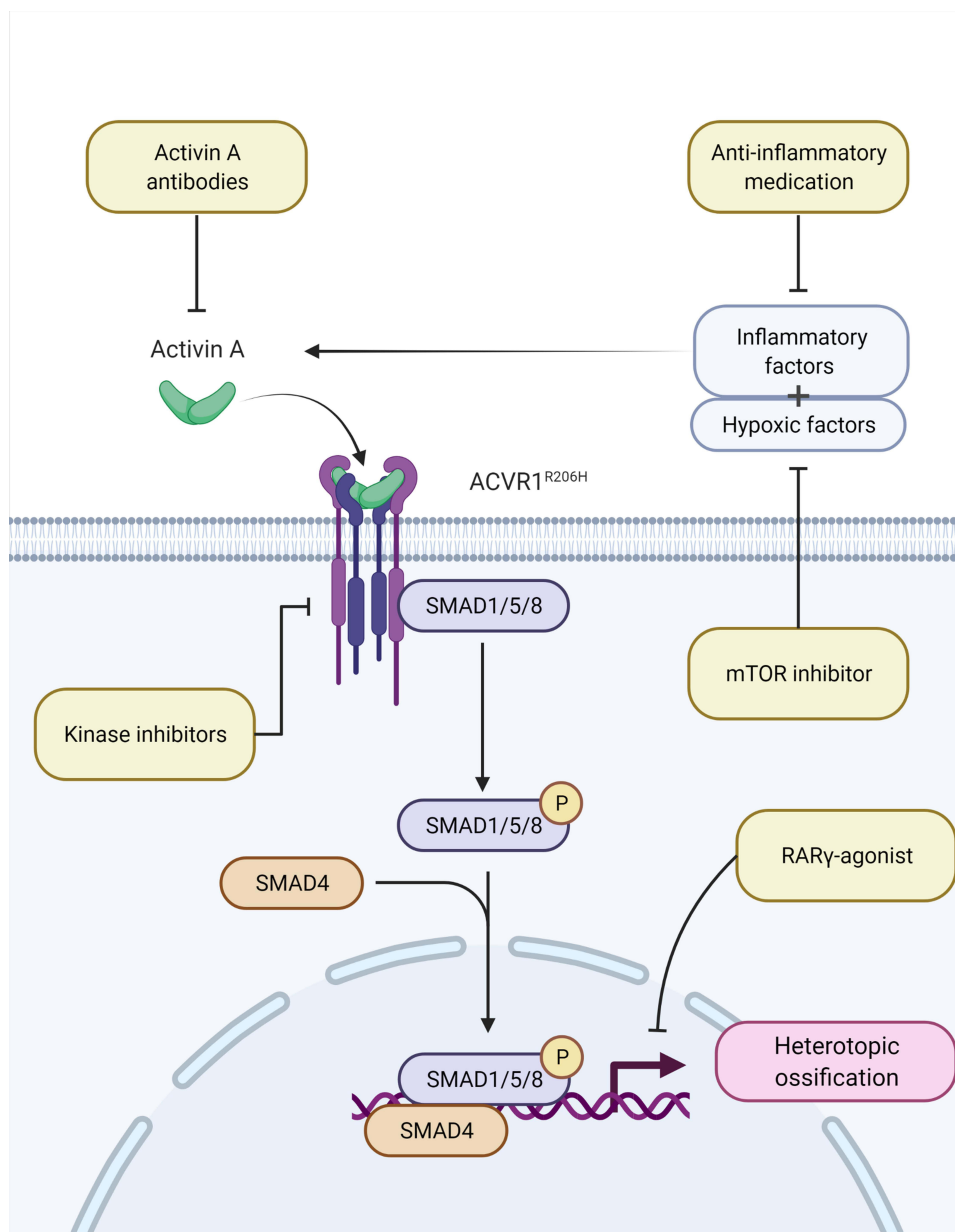 Activin A
antibodies
Anti-inflammatory
medication
Activin A
Inflammatory
factors
+
Hypoxic factors
ACVR1R206H
SMAD1/5/8
mTOR inhibitor
Kinase inhibitors
P
SMAD1/5/8
RARγ-agonist
SMAD4
P
SMAD1/5/8
Heterotopic
ossification
SMAD4